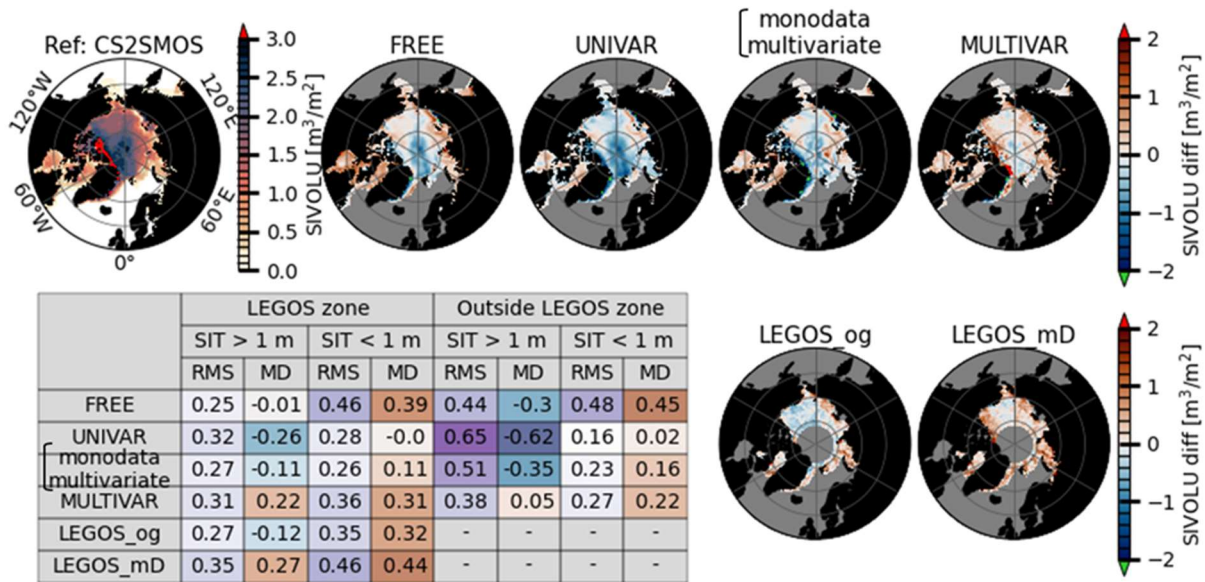 Ref: CS2SMOS
FREE
UNIVAR
monodata
multivariate
MULTIVAR
120°W
120°E
60°W
60°E
0°
3.0
2.5
2.0
1.5
1.0
0.5
0.0
SIVOLU [m³/m²]
2
1
0
−1
−2
SIVOLU diff [m³/m²]
LEGOS zone Outside LEGOS zone
SIT > 1 m SIT < 1 m SIT > 1 m SIT < 1 m
RMS MD RMS MD RMS MD RMS MD
FREE 0.25 -0.01 0.46 0.39 0.44 -0.3 0.48 0.45
UNIVAR 0.32 -0.26 0.28 -0.0 0.65 -0.62 0.16 0.02
monodata
multivariate 0.27 -0.11 0.26 0.11 0.51 -0.35 0.23 0.16
MULTIVAR 0.31 0.22 0.36 0.31 0.38 0.05 0.27 0.22
LEGOS_og 0.27 -0.12 0.35 0.32 - - - -
LEGOS_mD 0.35 0.27 0.46 0.44 - - - -
LEGOS_og
LEGOS_mD
2
1
0
−1
−2
SIVOLU diff [m³/m²]